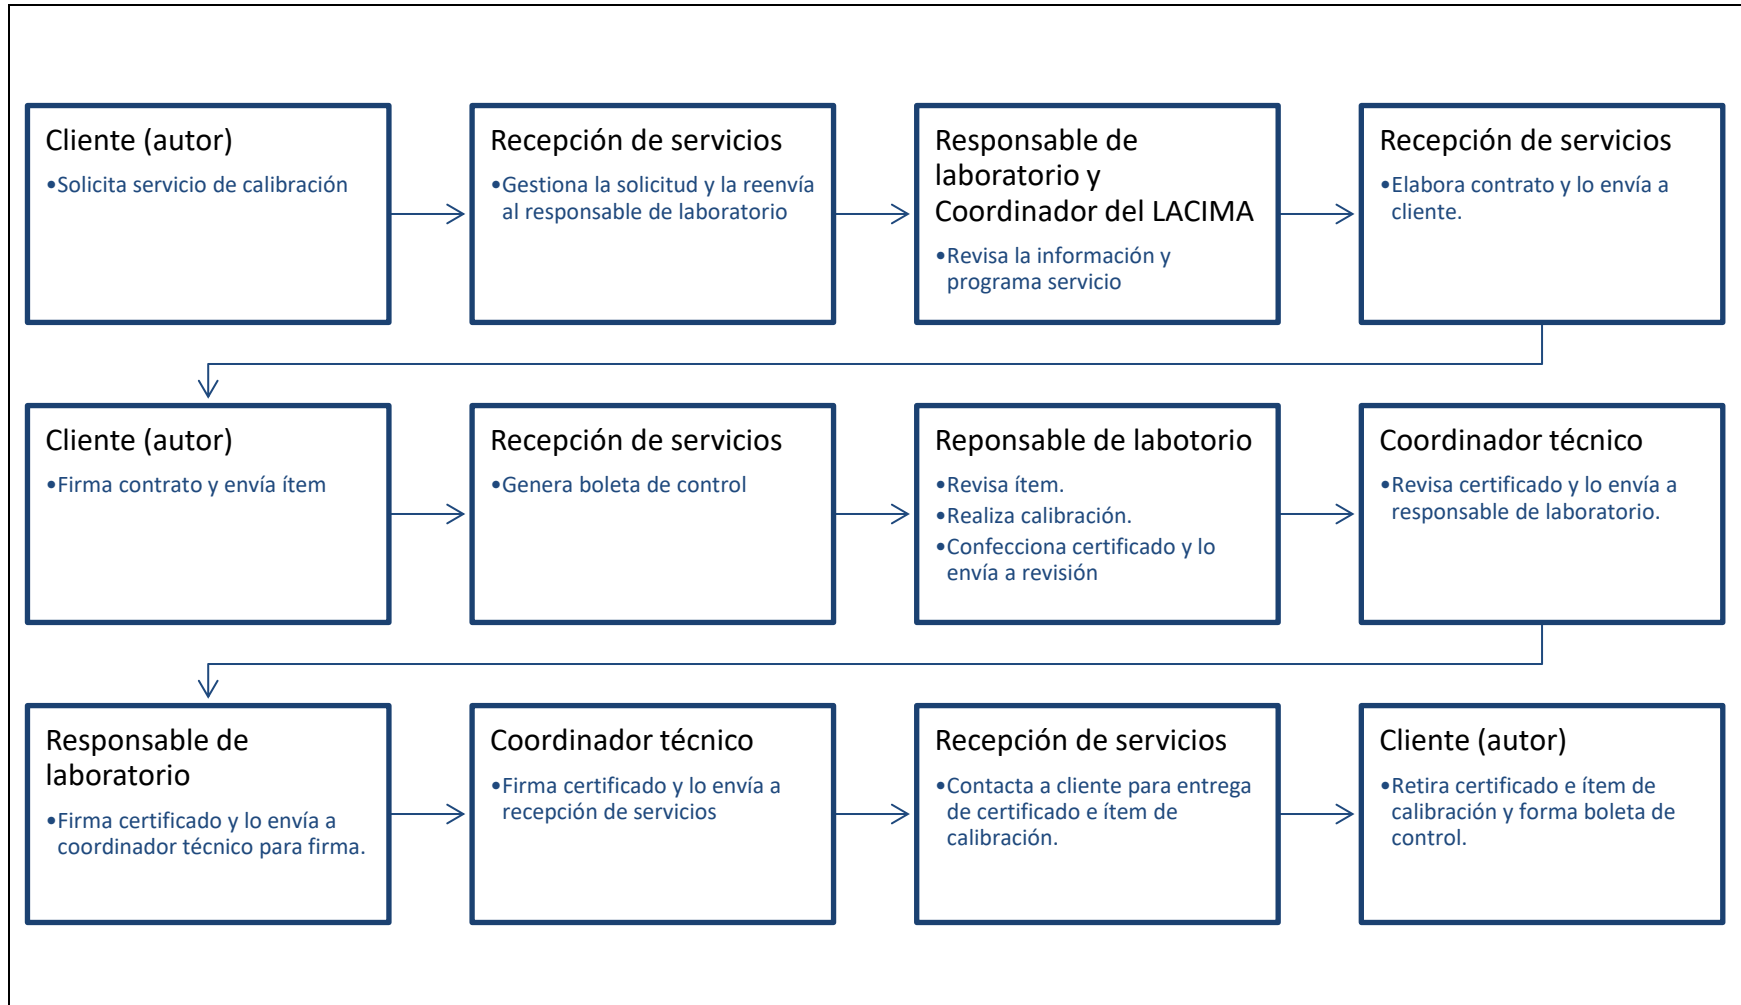 Cliente (autor)
•Solicita servicio de calibración
Recepción de servicios
•Gestiona la solicitud y la reenvía
al responsable de laboratorio
Responsable de
laboratorio y
Coordinador del LACIMA
•Revisa la información y
programa servicio
Recepción de servicios
•Elabora contrato y lo envía a
cliente.
Cliente (autor)
•Firma contrato y envía ítem
Recepción de servicios
•Genera boleta de control
Reponsable de labotorio
•Revisa ítem.
•Realiza calibración.
•Confecciona certificado y lo
envía a revisión
Coordinador técnico
•Revisa certificado y lo envía a
responsable de laboratorio.
Responsable de
laboratorio
•Firma certificado y lo envía a
coordinador técnico para firma.
Coordinador técnico
•Firma certificado y lo envía a
recepción de servicios
Recepción de servicios
•Contacta a cliente para entrega
de certificado e ítem de
calibración.
Cliente (autor)
•Retira certificado e ítem de
calibración y forma boleta de
control.